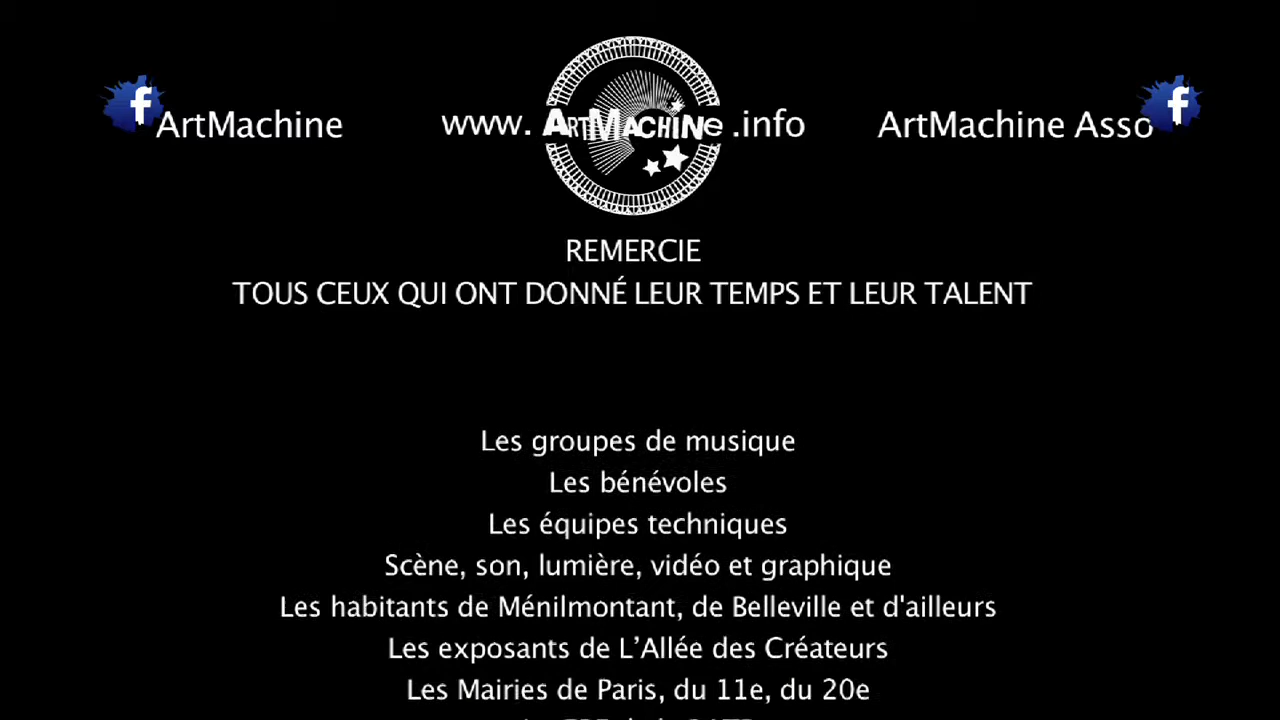 f ArtMachine www.ARTMACHINe.info ArtMachine Asso f
REMERCIE
TOUS CEUX QUI ONT DONNÉ LEUR TEMPS ET LEUR TALENT
Les groupes de musique
Les bénévoles
Les équipes techniques
Scène, son, lumière, vidéo et graphique
Les habitants de Ménilmontant, de Belleville et d'ailleurs
Les exposants de L’Allée des Créateurs
Les Mairies de Paris, du 11e, du 20e